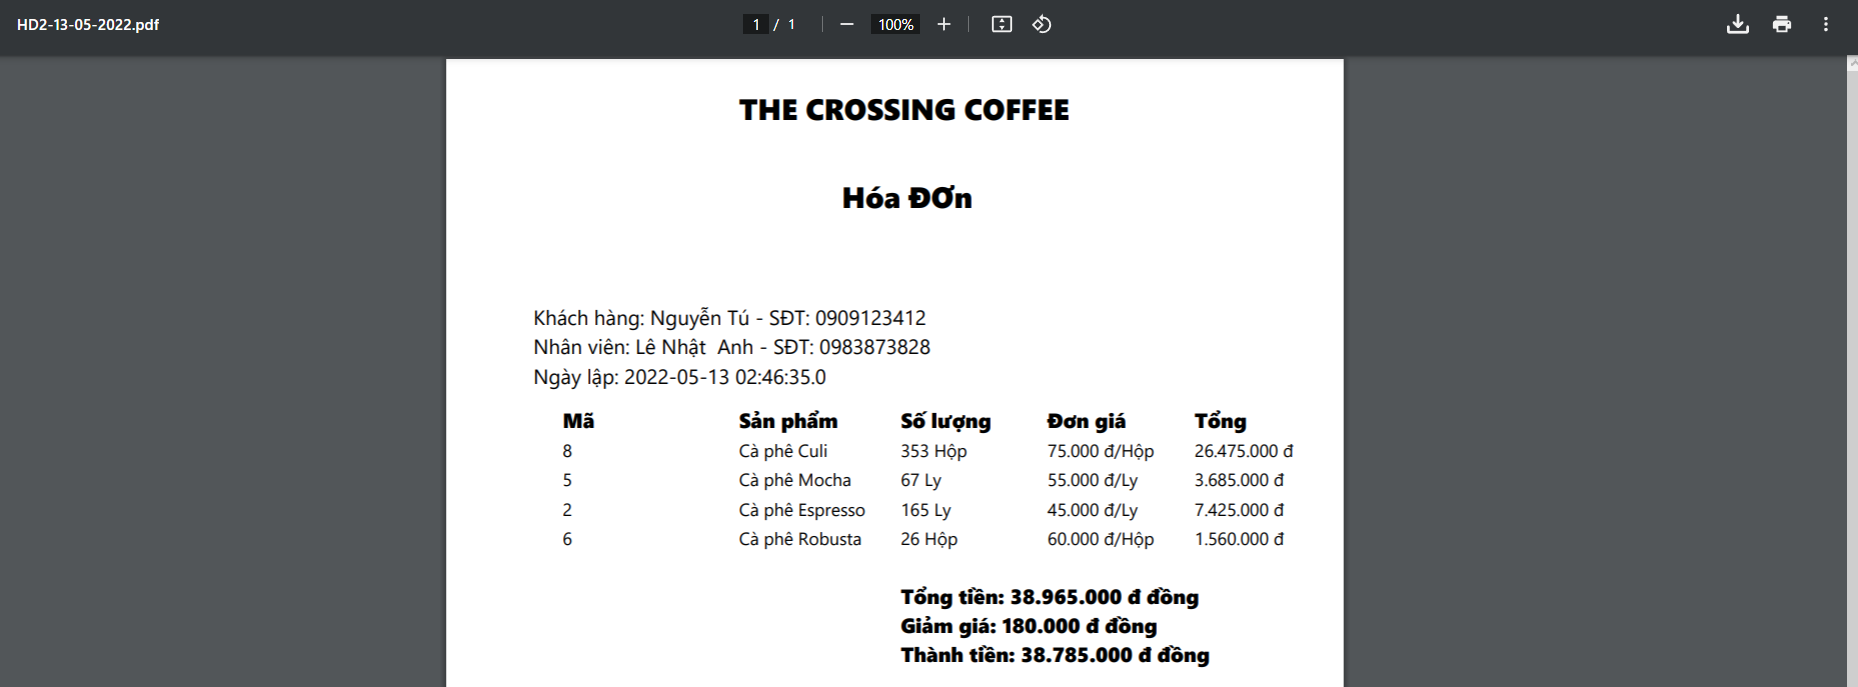 HD2-13-05-2022.pdf
1 / 1
100%
THE CROSSING COFFEE
Hóa ĐƠn
Khách hàng: Nguyễn Tú - SĐT: 0909123412
Nhân viên: Lê Nhật  Anh - SĐT: 0983873828
Ngày lập: 2022-05-13 02:46:35.0
Mã Sản phẩm Số lượng Đơn giá Tổng
8 Cà phê Culi 353 Hộp 75.000 đ/Hộp 26.475.000 đ
5 Cà phê Mocha 67 Ly 55.000 đ/Ly 3.685.000 đ
2 Cà phê Espresso 165 Ly 45.000 đ/Ly 7.425.000 đ
6 Cà phê Robusta 26 Hộp 60.000 đ/Hộp 1.560.000 đ
Tổng tiền: 38.965.000 đ đồng
Giảm giá: 180.000 đ đồng
Thành tiền: 38.785.000 đ đồng